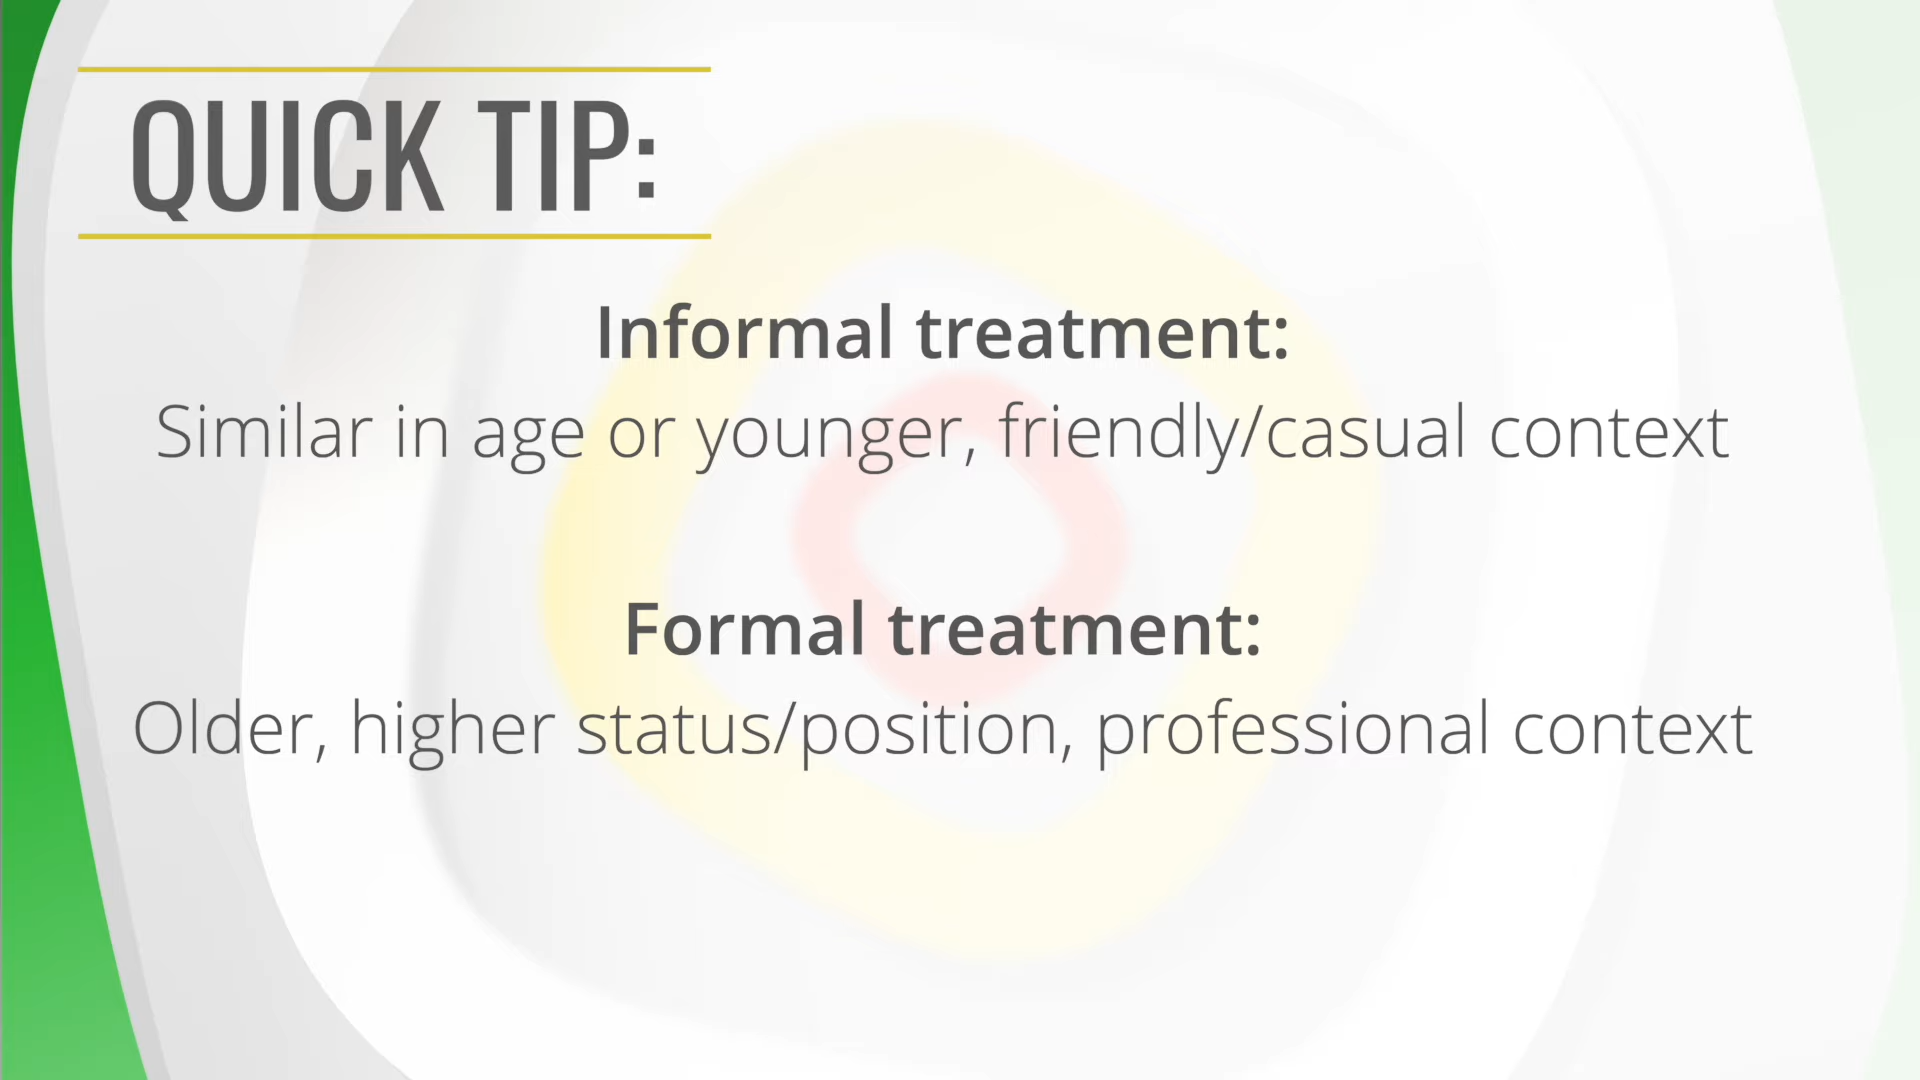 QUICK TIP:
Informal treatment:
Similar in age or younger, friendly/casual context
Formal treatment:
Older, higher status/position, professional context